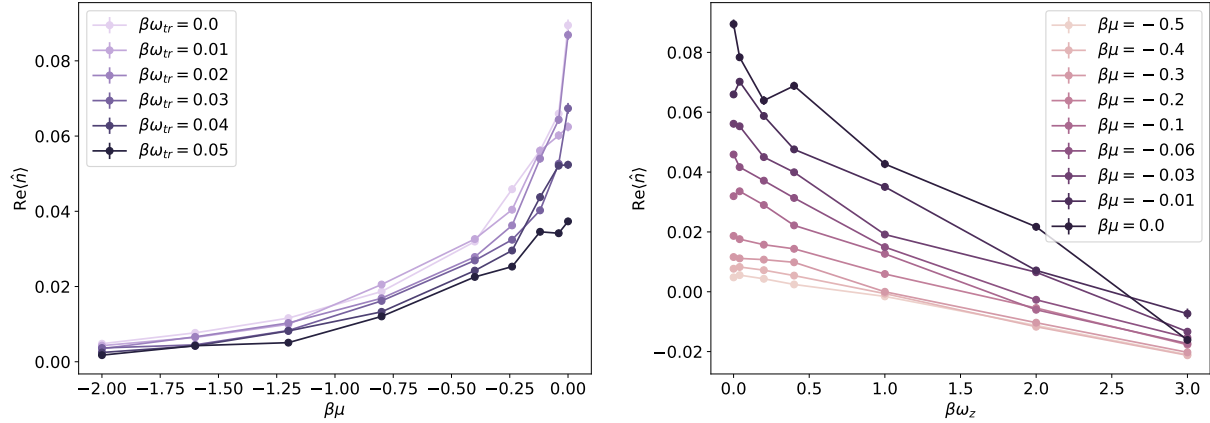 βω_tr = 0.0
βω_tr = 0.01
βω_tr = 0.02
βω_tr = 0.03
βω_tr = 0.04
βω_tr = 0.05
0.08
0.06
0.04
0.02
0.00
Re⟨n̂⟩
−2.00 −1.75 −1.50 −1.25 −1.00 −0.75 −0.50 −0.25 0.00
βμ
βμ = − 0.5
βμ = − 0.4
βμ = − 0.3
βμ = − 0.2
βμ = − 0.1
βμ = − 0.06
βμ = − 0.03
βμ = − 0.01
βμ = 0.0
0.08
0.06
0.04
0.02
0.00
−0.02
Re⟨n̂⟩
0.0 0.5 1.0 1.5 2.0 2.5 3.0
βω_z